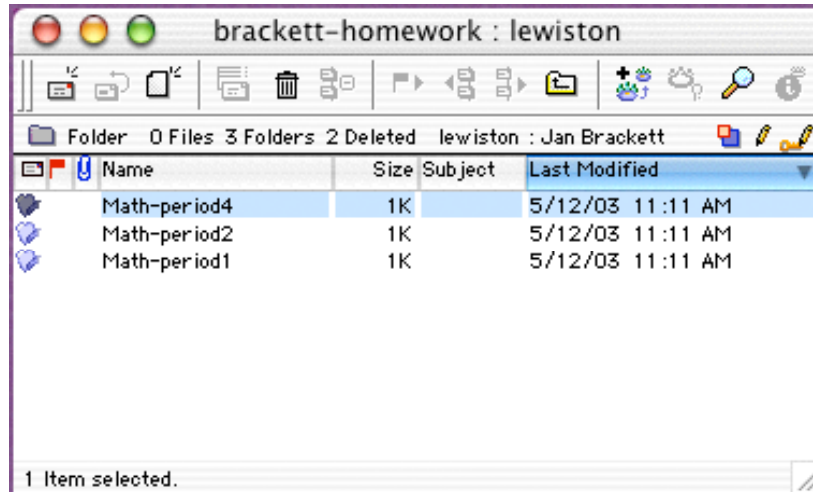 brackett-homework : lewiston
Folder 0 Files 3 Folders 2 Deleted lewiston : Jan Brackett
Name Size Subject Last Modified
Math-period4 1K 5/12/03 11:11 AM
Math-period2 1K 5/12/03 11:11 AM
Math-period1 1K 5/12/03 11:11 AM
1 Item selected.